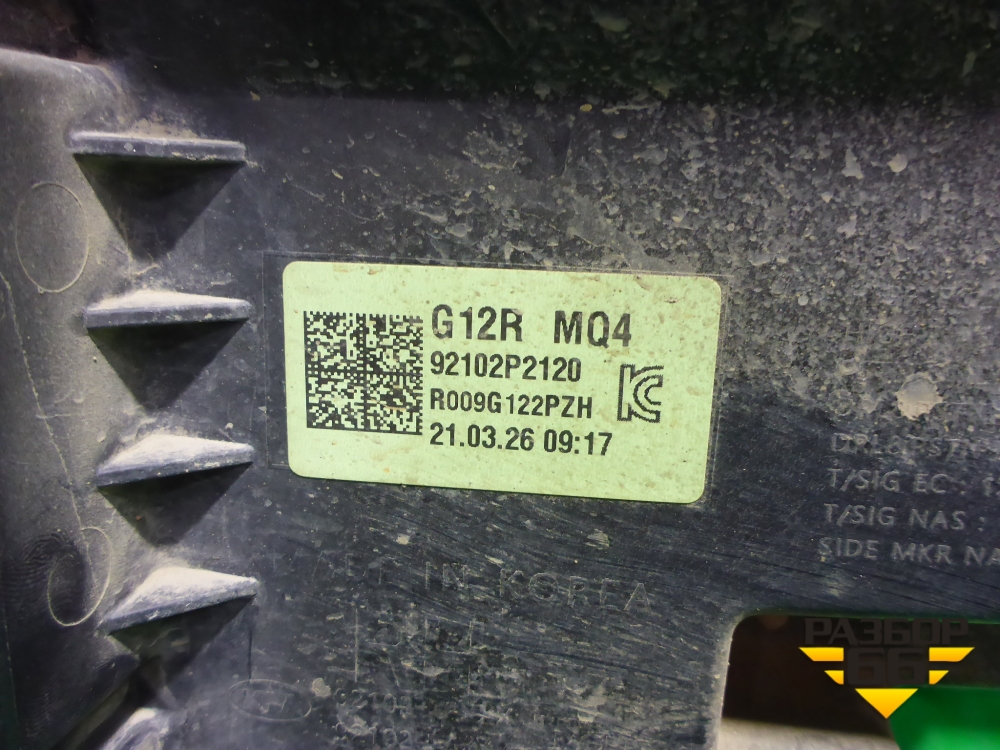 G12R MQ4
92102P2120
R009G122PZH
21.03.26 09:17
T/SIG EC :
T/SIG NAS :
SIDE MKR
IN KOREA
РАЗБОР
66